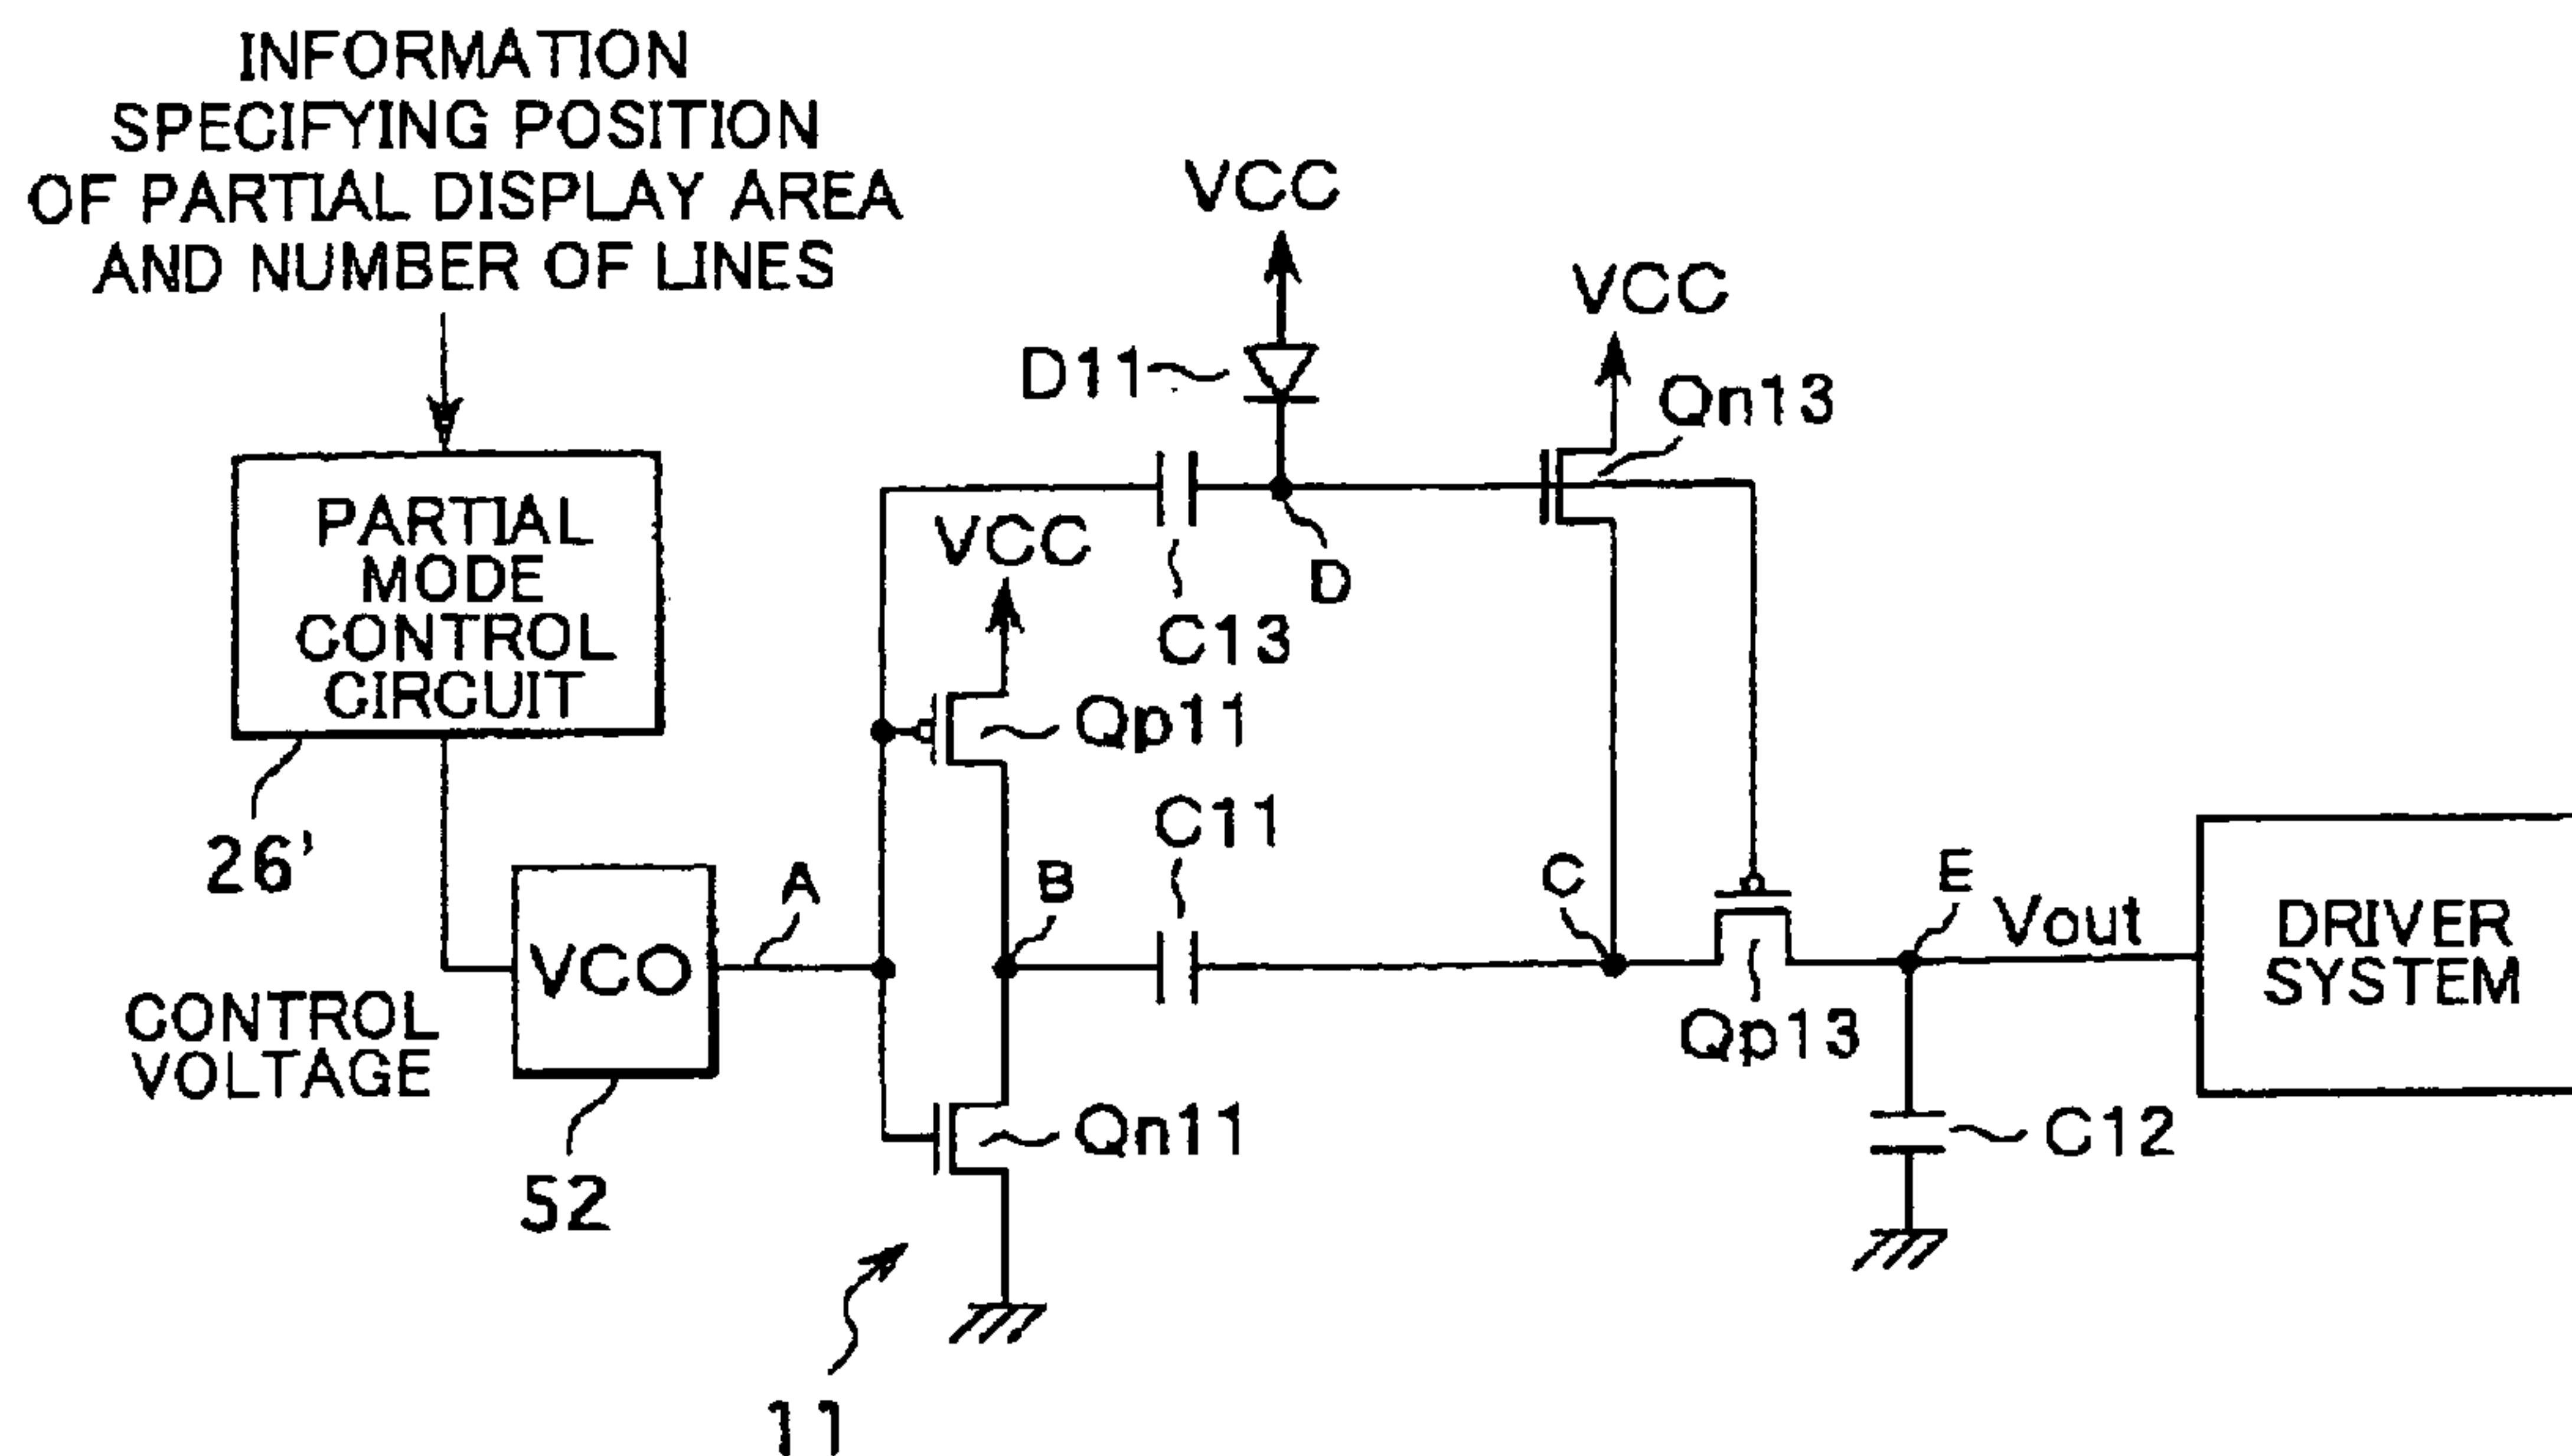 INFORMATION
SPECIFYING POSITION
OF PARTIAL DISPLAY AREA
AND NUMBER OF LINES
VCC
VCC
D11
Qn13
PARTIAL
MODE
CONTROL
CIRCUIT
VCC
D
C13
Qp11
26'
C11
A
B
C
E
Vout
VCO
DRIVER
SYSTEM
CONTROL
VOLTAGE
Qp13
Qn11
C12
52
11